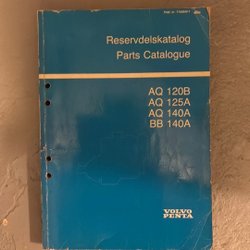 Reservdelskatalog
Parts Catalogue
AQ 120B
AQ 125A
AQ 140A
BB 140A
VOLVO
PENTA